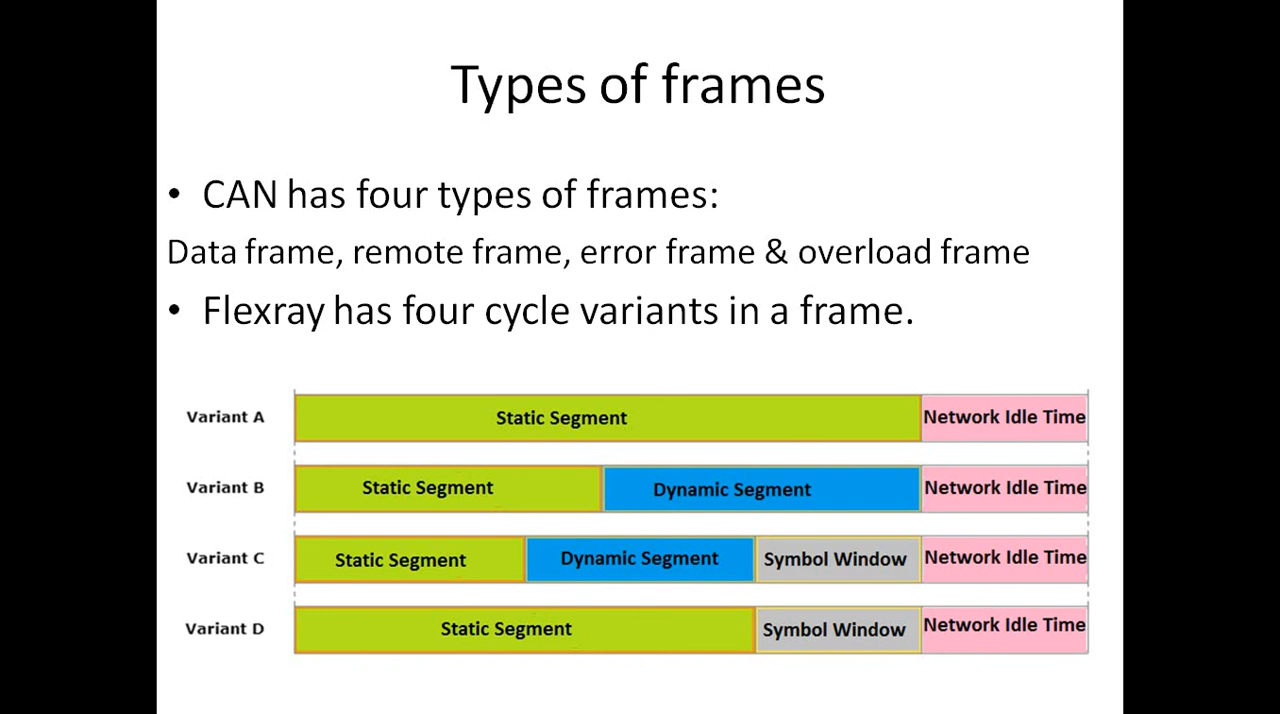 Types of frames
• CAN has four types of frames:
Data frame, remote frame, error frame & overload frame
• Flexray has four cycle variants in a frame.
Variant A Static Segment Network Idle Time
Variant B Static Segment Dynamic Segment Network Idle Time
Variant C Static Segment Dynamic Segment Symbol Window Network Idle Time
Variant D Static Segment Symbol Window Network Idle Time